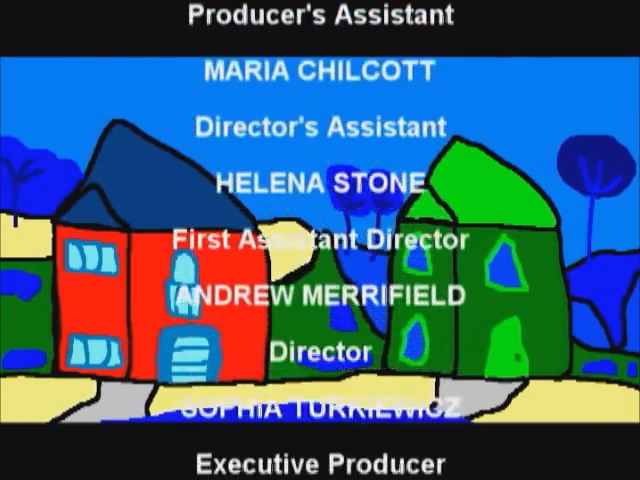 Producer's Assistant
MARIA CHILCOTT
Director's Assistant
HELENA STONE
First Assistant Director
ANDREW MERRIFIELD
Director
SOPHIA TURKIEWICZ
Executive Producer